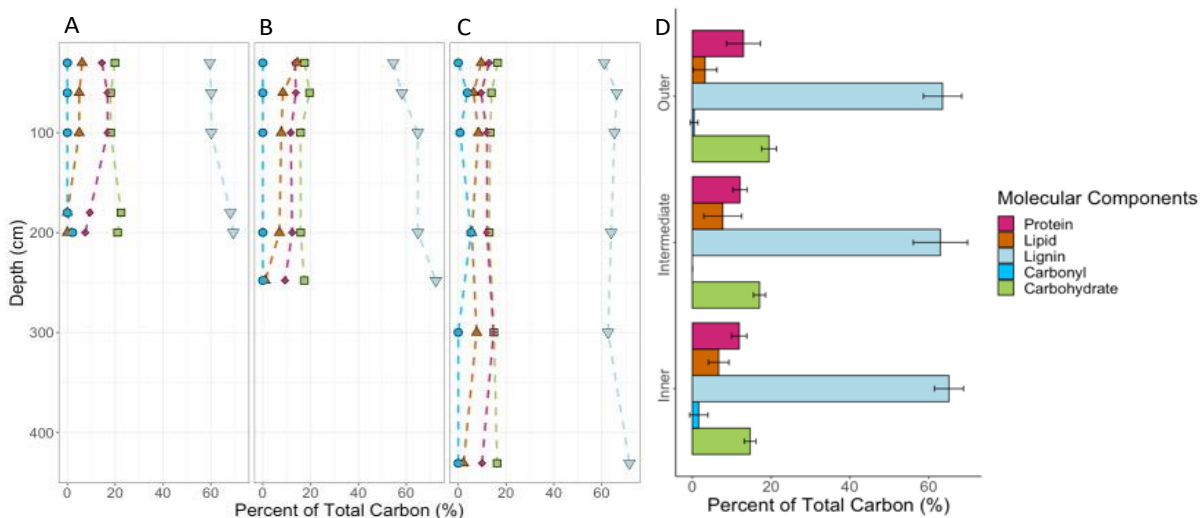 A
B
C
D
Depth (cm)
100
200
300
400
0 20 40 60
0 20 40 60
0 20 40 60
Percent of Total Carbon (%)
Outer
Intermediate
Inner
0 20 40 60
Percent of Total Carbon (%)
Molecular Components
Protein
Lipid
Lignin
Carbonyl
Carbohydrate